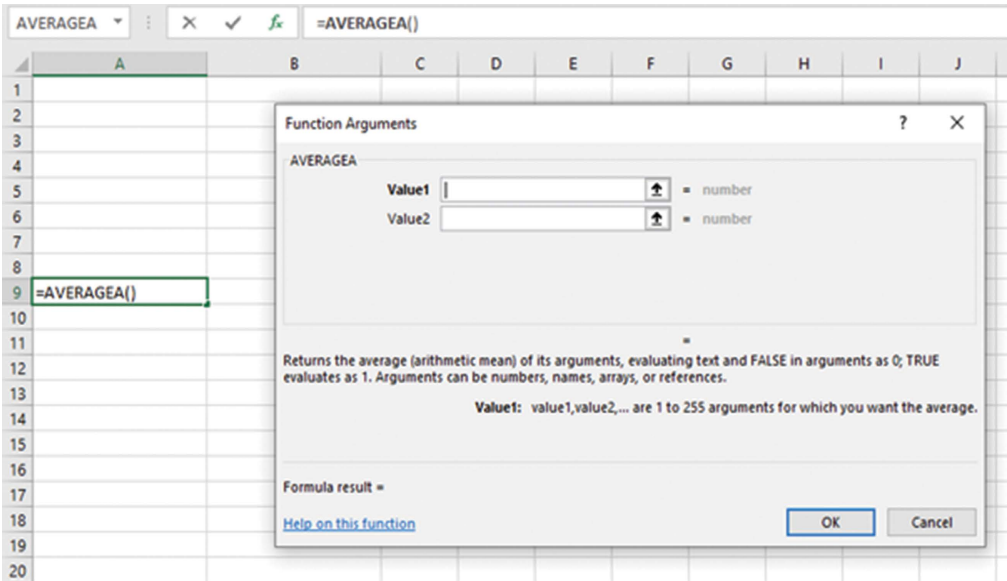 AVERAGEA fx =AVERAGEA()
A B C D E F G H I J
1
2
3
4
5
6
7
8
9 =AVERAGEA()
10
11
12
13
14
15
16
17
18
19
20
Function Arguments ?
AVERAGEA
Value1 = number
Value2 = number
=
Returns the average (arithmetic mean) of its arguments, evaluating text and FALSE in arguments as 0; TRUE
evaluates as 1. Arguments can be numbers, names, arrays, or references.
Value1: value1,value2,... are 1 to 255 arguments for which you want the average.
Formula result =
Help on this function
OK Cancel